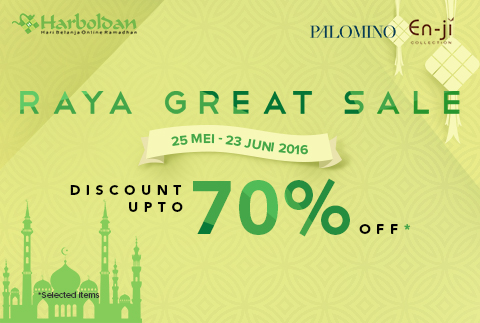 Harboldan
Hari Belanja Online Ramadhan
PALOMINO En-ji
COLLECTION
RAYA GREAT SALE
25 MEI - 23 JUNI 2016
DISCOUNT
UPTO
70%
OFF*
*Selected items